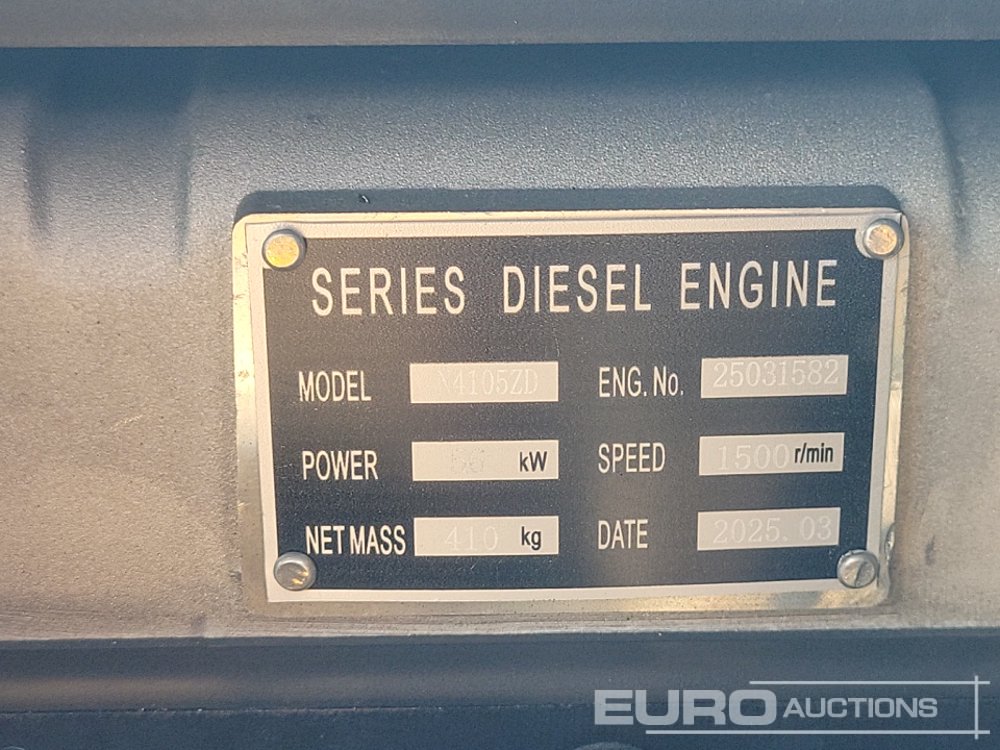 SERIES DIESEL ENGINE
MODEL 4105ZD ENG. No. 25031582
POWER kW SPEED 1500 r/min
NET MASS 410 kg DATE 2025.03
EURO AUCTIONS